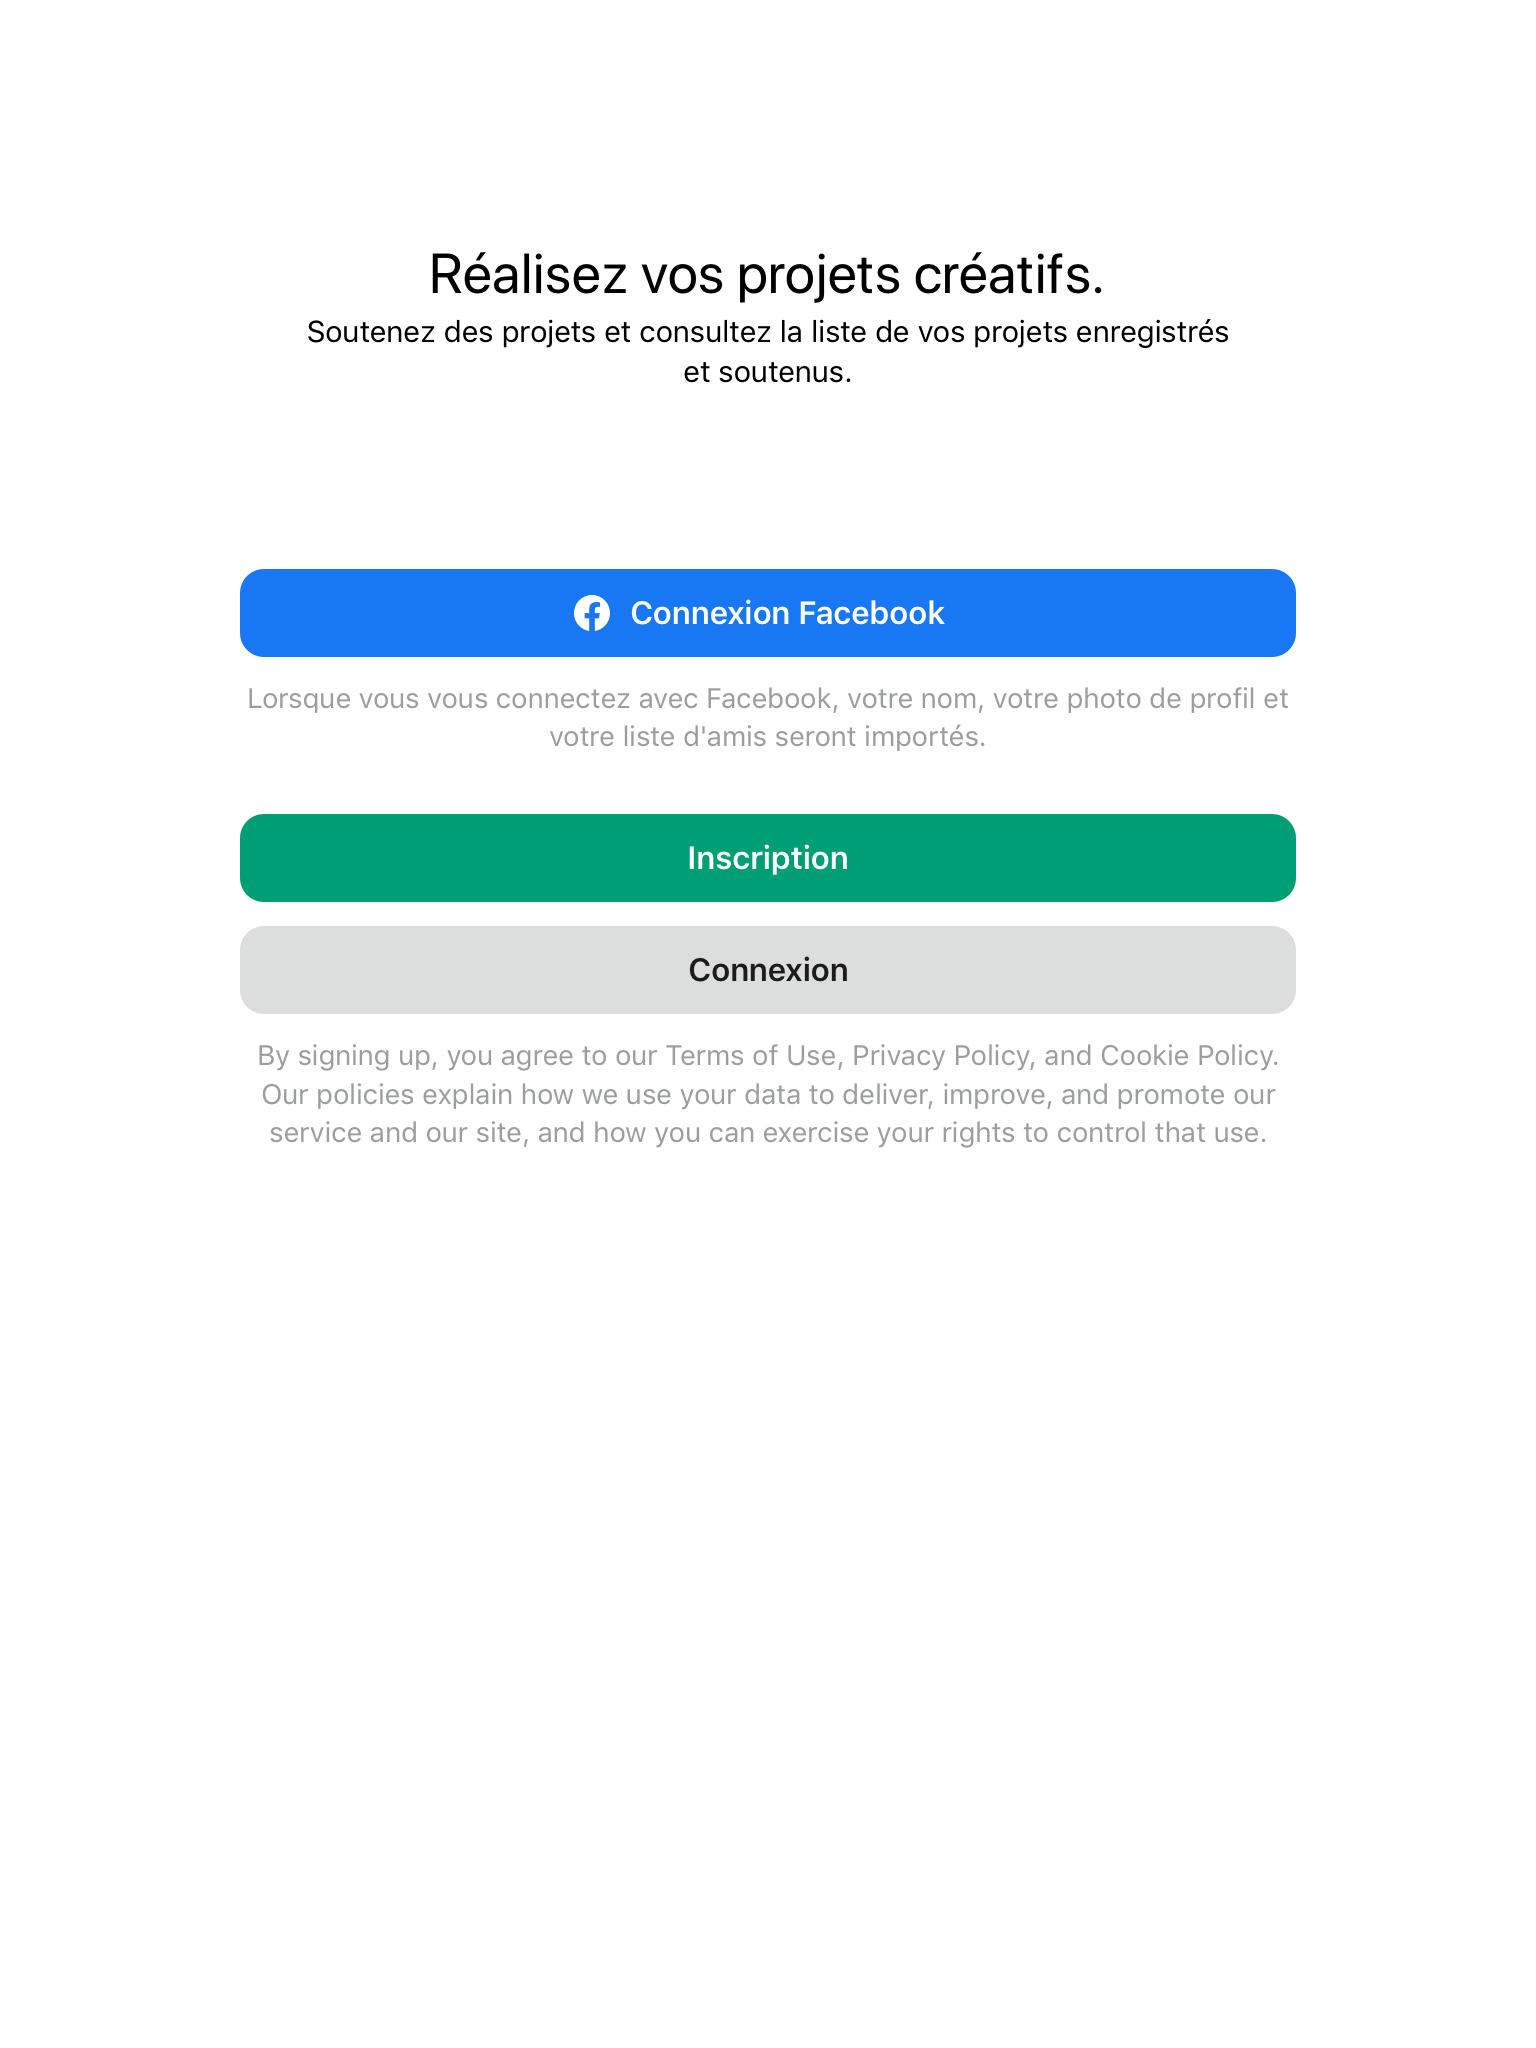 Réalisez vos projets créatifs.
Soutenez des projets et consultez la liste de vos projets enregistrés
et soutenus.
Connexion Facebook
Lorsque vous vous connectez avec Facebook, votre nom, votre photo de profil et
votre liste d'amis seront importés.
Inscription
Connexion
By signing up, you agree to our Terms of Use, Privacy Policy, and Cookie Policy.
Our policies explain how we use your data to deliver, improve, and promote our
service and our site, and how you can exercise your rights to control that use.